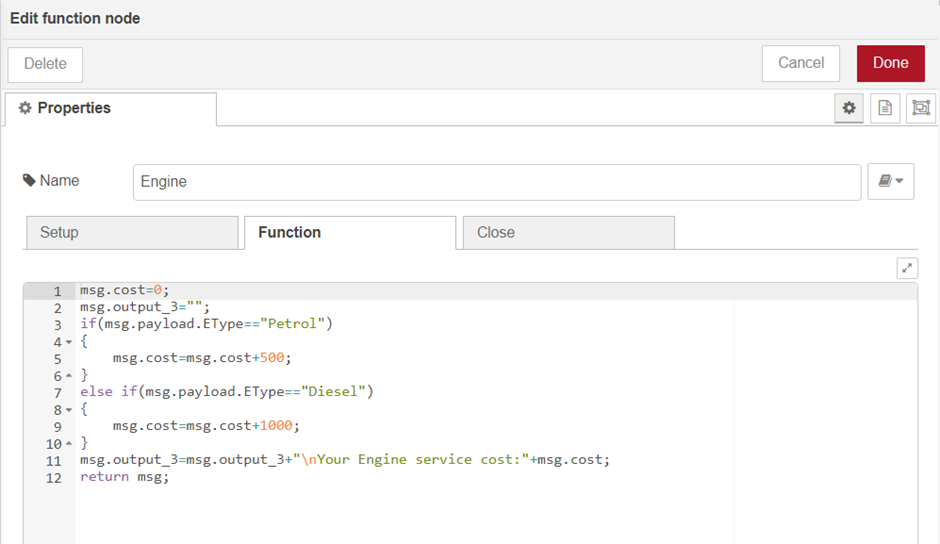 Edit function node
Delete
Cancel
Done
Properties
Name
Engine
Setup
Function
Close
1 msg.cost=0;
2 msg.output_3="";
3 if(msg.payload.EType=="Petrol")
4 {
5     msg.cost=msg.cost+500;
6 }
7 else if(msg.payload.EType=="Diesel")
8 {
9     msg.cost=msg.cost+1000;
10 }
11 msg.output_3=msg.output_3+"\nYour Engine service cost:"+msg.cost;
12 return msg;